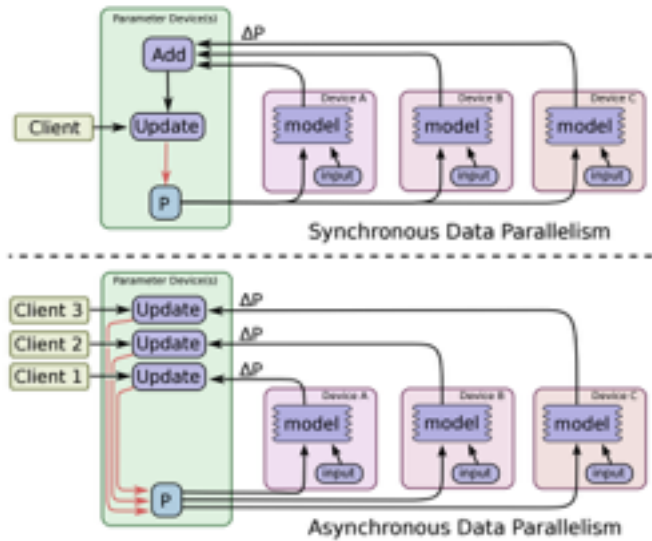 Parameter Device(s)
ΔP
Add
Device A
Device B
Device C
Client
Update
model
model
model
input
input
input
P
Synchronous Data Parallelism
Parameter Device(s)
Client 3
Update
ΔP
Client 2
Update
ΔP
Client 1
Update
ΔP
Device A
Device B
Device C
model
model
model
input
input
input
P
Asynchronous Data Parallelism